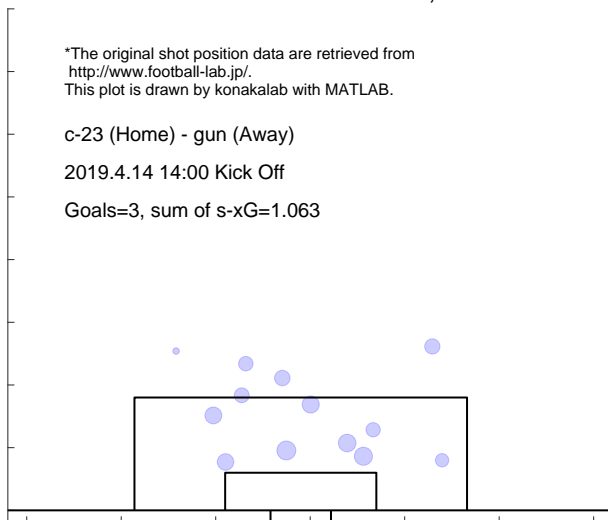 *The original shot position data are retrieved from
http://www.football-lab.jp/.
This plot is drawn by konakalab with MATLAB.
c-23 (Home) - gun (Away)
2019.4.14 14:00 Kick Off
Goals=3, sum of s-xG=1.063